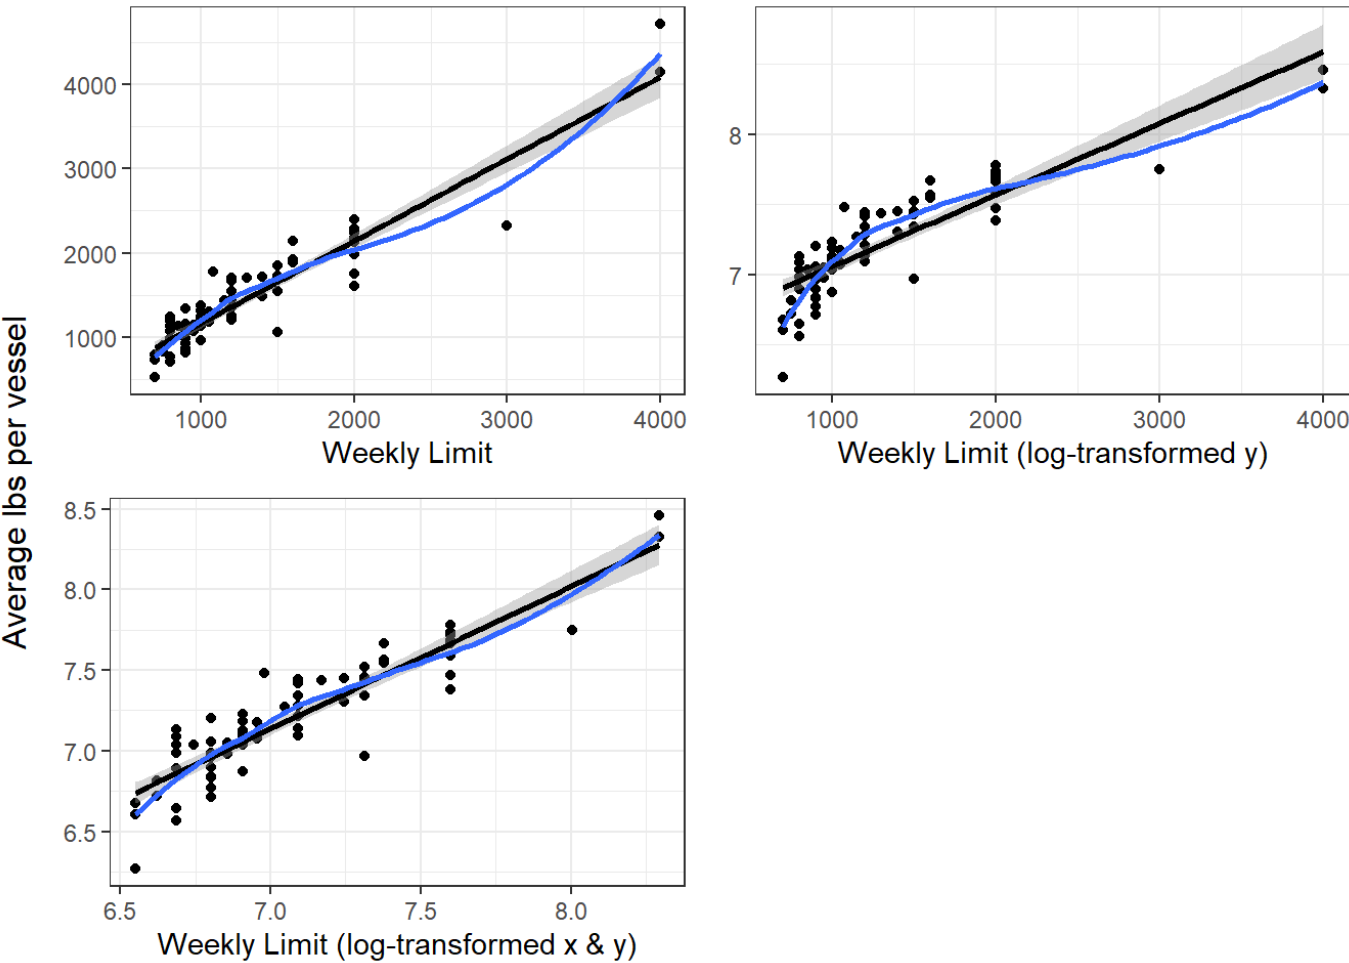 Average lbs per vessel
4000
3000
2000
1000
1000 2000 3000 4000
Weekly Limit
8
7
1000 2000 3000 4000
Weekly Limit (log-transformed y)
8.5
8.0
7.5
7.0
6.5
6.5 7.0 7.5 8.0
Weekly Limit (log-transformed x & y)